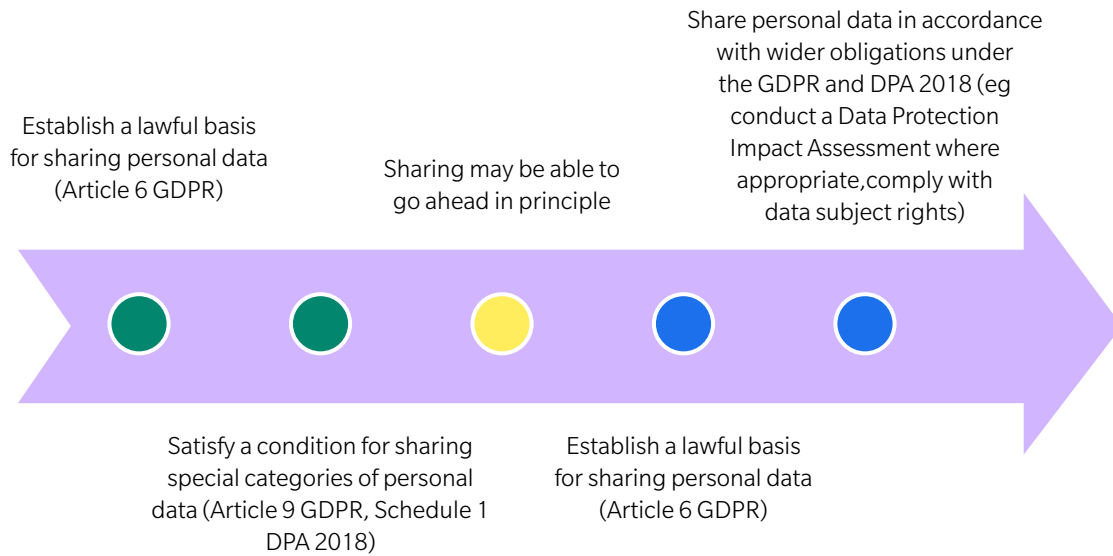 Establish a lawful basis
for sharing personal data
(Article 6 GDPR)
Satisfy a condition for sharing
special categories of personal
data (Article 9 GDPR, Schedule 1
DPA 2018)
Sharing may be able to
go ahead in principle
Establish a lawful basis
for sharing personal data
(Article 6 GDPR)
Share personal data in accordance
with wider obligations under
the GDPR and DPA 2018 (eg
conduct a Data Protection
Impact Assessment where
appropriate,comply with
data subject rights)